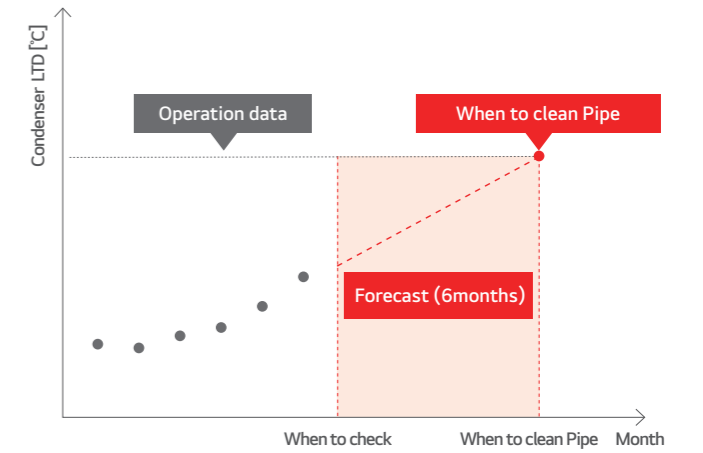 Condenser LTD [℃]
Operation data
When to clean Pipe
Forecast (6months)
When to check
When to clean Pipe
Month